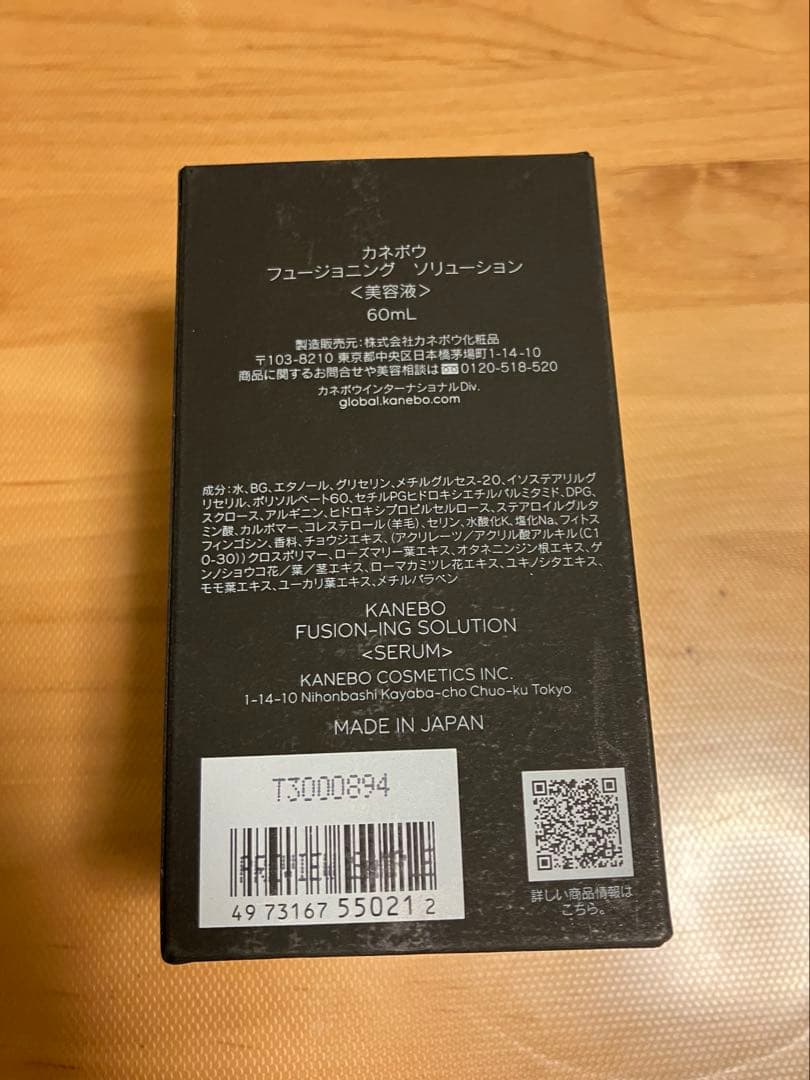 カネボウ
フュージョニング　ソリューション
<美容液>
60mL
製造販売元:株式会社カネボウ化粧品
〒103-8210 東京都中央区日本橋茅場町1-14-10
商品に関するお問合せや美容相談は 0120-518-520
カネボウインターナショナルDiv.
global.kanebo.com
成分:水、BG、エタノール、グリセリン、メチルグルセス-20、イソステアリルグ
リセリル、ポリソルベート60、セチルPGヒドロキシエチルパルミタミド、DPG、
スクロース、アルギニン、ヒドロキシプロピルセルロース、ステアロイルグルタ
ミン酸、カルボマー、コレステロール(羊毛)、セリン、水酸化K、塩化Na、フィトス
フィンゴシン、香料、チョウジエキス、(アクリレーツ/アクリル酸アルキル(C1
0-30))クロスポリマー、ローズマリー葉エキス、オタネニンジン根エキス、ゲ
ンノショウコ花/葉/茎エキス、ローマカミツレ花エキス、ユキノシタエキス、
モモ葉エキス、ユーカリ葉エキス、メチルパラベン
KANEBO
FUSION-ING SOLUTION
<SERUM>
KANEBO COSMETICS INC.
1-14-10 Nihonbashi Kayaba-cho Chuo-ku Tokyo
MADE IN JAPAN
T3000894
4973167550212
詳しい商品情報は
こちら。